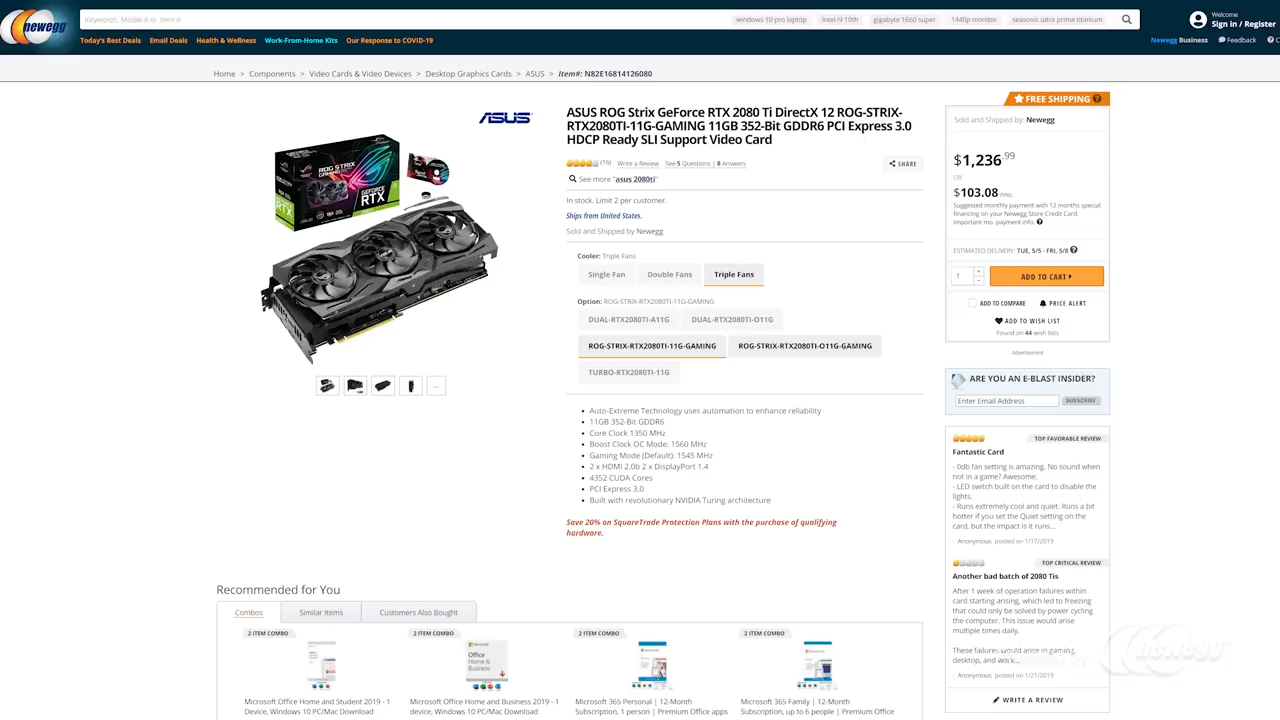 newegg
Keywords, Model # or Item #
windows 10 pro laptop
intel i9 10th
gigabyte 1660 super
1440p monitor
seasonic ultra prime titanium
Welcome
Sign in / Register
Today's Best Deals
Email Deals
Health & Wellness
Work-From-Home Kits
Our Response to COVID-19
Newegg Business
Feedback
Home > Components > Video Cards & Video Devices > Desktop Graphics Cards > ASUS > Item#: N82E16814126080
ASUS
ROG STRIX
GAMING
GEFORCE
RTX
ASUS ROG Strix GeForce RTX 2080 Ti DirectX 12 ROG-STRIX-
RTX2080TI-11G-GAMING 11GB 352-Bit GDDR6 PCI Express 3.0
HDCP Ready SLI Support Video Card
(16) Write a Review See 5 Questions | 8 Answers
SHARE
See more "asus 2080ti"
In stock. Limit 2 per customer.
Ships from United States.
Sold and Shipped by Newegg
Cooler: Triple Fans
Single Fan
Double Fans
Triple Fans
Option: ROG-STRIX-RTX2080TI-11G-GAMING
DUAL-RTX2080TI-A11G
DUAL-RTX2080TI-O11G
ROG-STRIX-RTX2080TI-11G-GAMING
ROG-STRIX-RTX2080TI-O11G-GAMING
TURBO-RTX2080TI-11G
• Auto-Extreme Technology uses automation to enhance reliability
• 11GB 352-Bit GDDR6
• Core Clock 1350 MHz
• Boost Clock OC Mode: 1560 MHz
• Gaming Mode (Default): 1545 MHz
• 2 x HDMI 2.0b 2 x DisplayPort 1.4
• 4352 CUDA Cores
• PCI Express 3.0
• Built with revolutionary NVIDIA Turing architecture
Save 20% on SquareTrade Protection Plans with the purchase of qualifying
hardware.
FREE SHIPPING
Sold and Shipped by: Newegg
$1,236.99
OR
$103.08 /mo.
Suggested monthly payment with 12 months special
financing on your Newegg Store Credit Card.
Important mo. payment info.
ESTIMATED DELIVERY: TUE, 5/5 - FRI, 5/8
1
ADD TO CART
ADD TO COMPARE
PRICE ALERT
ADD TO WISH LIST
Found on 44 wish lists
Advertisement
ARE YOU AN E-BLAST INSIDER?
Enter Email Address
SUBSCRIBE
TOP FAVORABLE REVIEW
Fantastic Card
- 0db fan setting is amazing. No sound when
not in a game? Awesome.
- LED switch built on the card to disable the
lights.
- Runs extremely cool and quiet. Runs a bit
hotter if you set the Quiet setting on the
card, but the impact is it runs...
- Anonymous posted on 1/17/2019
TOP CRITICAL REVIEW
Another bad batch of 2080 Tis
After 1 week of operation failures within
card starting arising, which led to freezing
that could only be solved by power cycling
the computer. This issue would arise
multiple times daily.
These failures would arise in gaming,
desktop, and work...
- Anonymous posted on 1/21/2019
WRITE A REVIEW
newegg
Recommended for You
Combos
Similar Items
Customers Also Bought
2 ITEM COMBO
2 ITEM COMBO
2 ITEM COMBO
2 ITEM COMBO
Office
Home &
Business
Microsoft Office Home and Student 2019 - 1
Device, Windows 10 PC/Mac Download
Microsoft Office Home and Business 2019 - 1
device, Windows 10 PC/Mac Download
Microsoft 365 Personal | 12-Month
Subscription, 1 person | Premium Office apps
Microsoft 365 Family | 12-Month
Subscription, up to 6 people | Premium Office